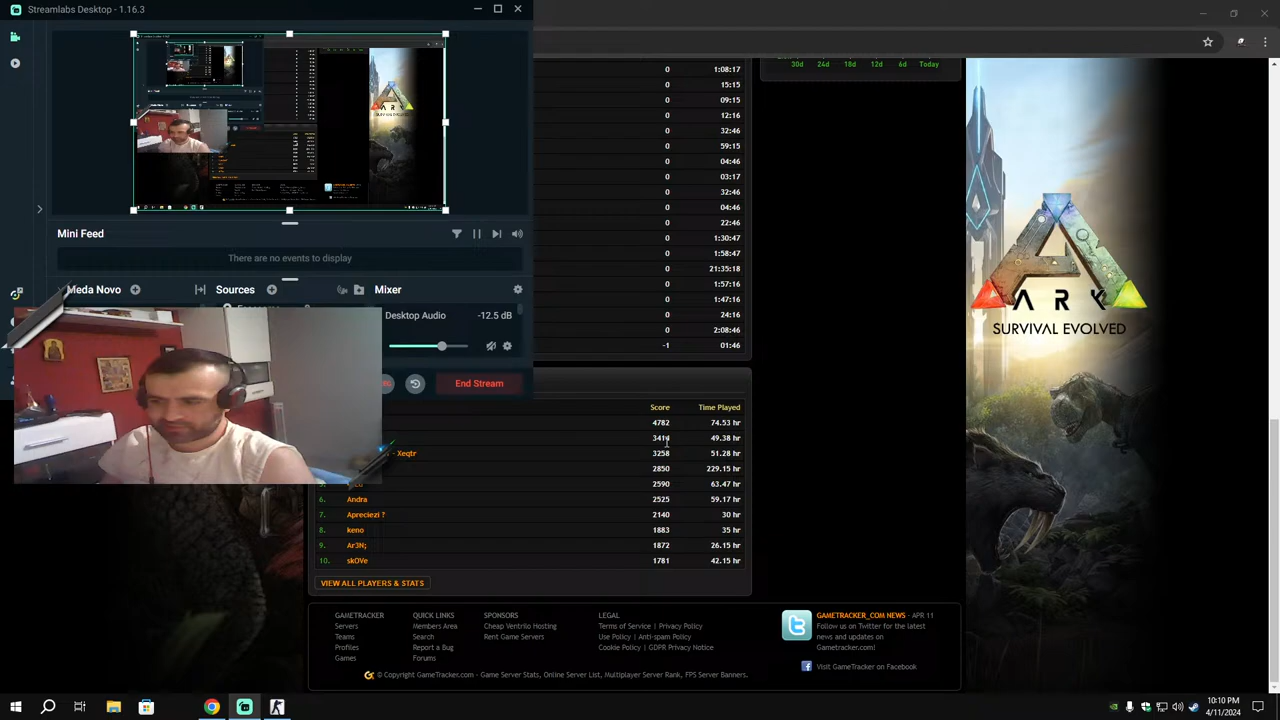 Streamlabs Desktop - 1.16.3
Mini Feed
There are no events to display
Meda Novo
Sources
Mixer
Desktop Audio -12.5 dB
End Stream
30d 24d 18d 12d 6d Today
0 1:08:17
0 15:15
0 09:15
0 12:16
0
0
0
0 03:17
0
0 04:46
0 22:46
0 1:30:47
0 1:58:47
0 21:35:18
0 1:57:16
0 1:47:16
0 24:16
0 2:08:46
-1 01:46
Score Time Played
4782 74.53 hr
3414 49.38 hr
- Xeqtr 3258 51.28 hr
2850 229.15 hr
2590 63.47 hr
6. Andra 2525 59.17 hr
7. Apreciezi ? 2140 30 hr
8. keno 1883 35 hr
9. Ar3N; 1872 26.15 hr
10. skOVe 1781 42.15 hr
VIEW ALL PLAYERS & STATS
GAMETRACKER
Servers
Teams
Profiles
Games
QUICK LINKS
Members Area
Search
Report a Bug
Forums
SPONSORS
Cheap Ventrilo Hosting
Rent Game Servers
LEGAL
Terms of Service | Privacy Policy
Use Policy | Anti-spam Policy
Cookie Policy | GDPR Privacy Notice
GAMETRACKER_COM NEWS - APR 11
Follow us on Twitter for the latest
news and updates on
Gametracker.com!
Visit GameTracker on Facebook
© Copyright GameTracker.com - Game Server Stats, Online Server List, Multiplayer Server Rank, FPS Server Banners.
ARK
SURVIVAL EVOLVED
10:10 PM
4/11/2024